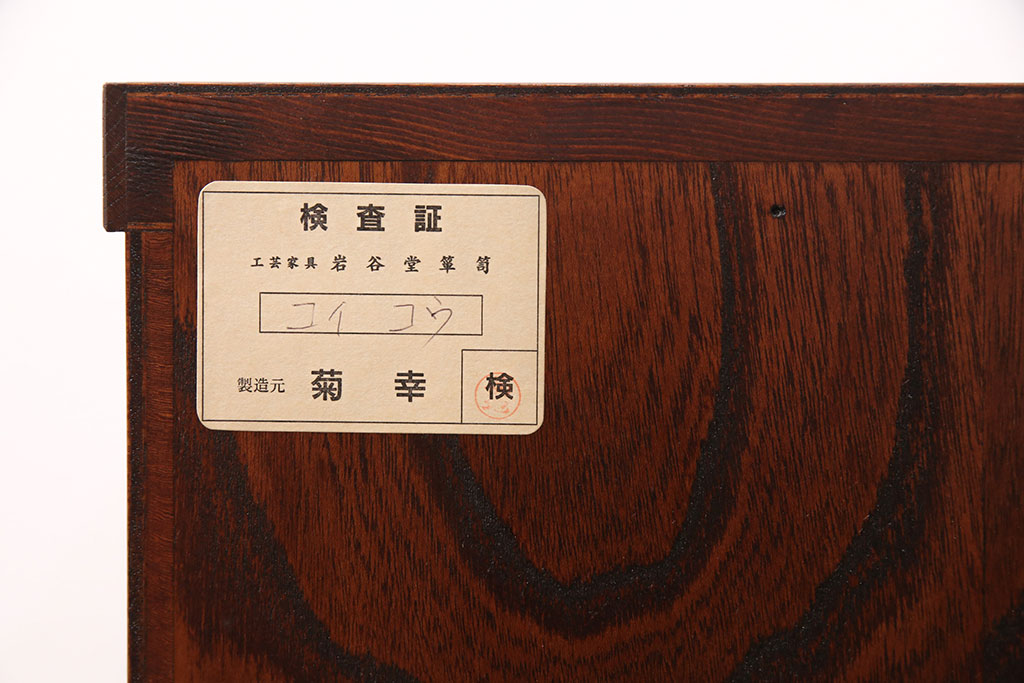 検査証
工芸家具 岩谷堂箪笥
コイ コウ
製造元 菊幸
検